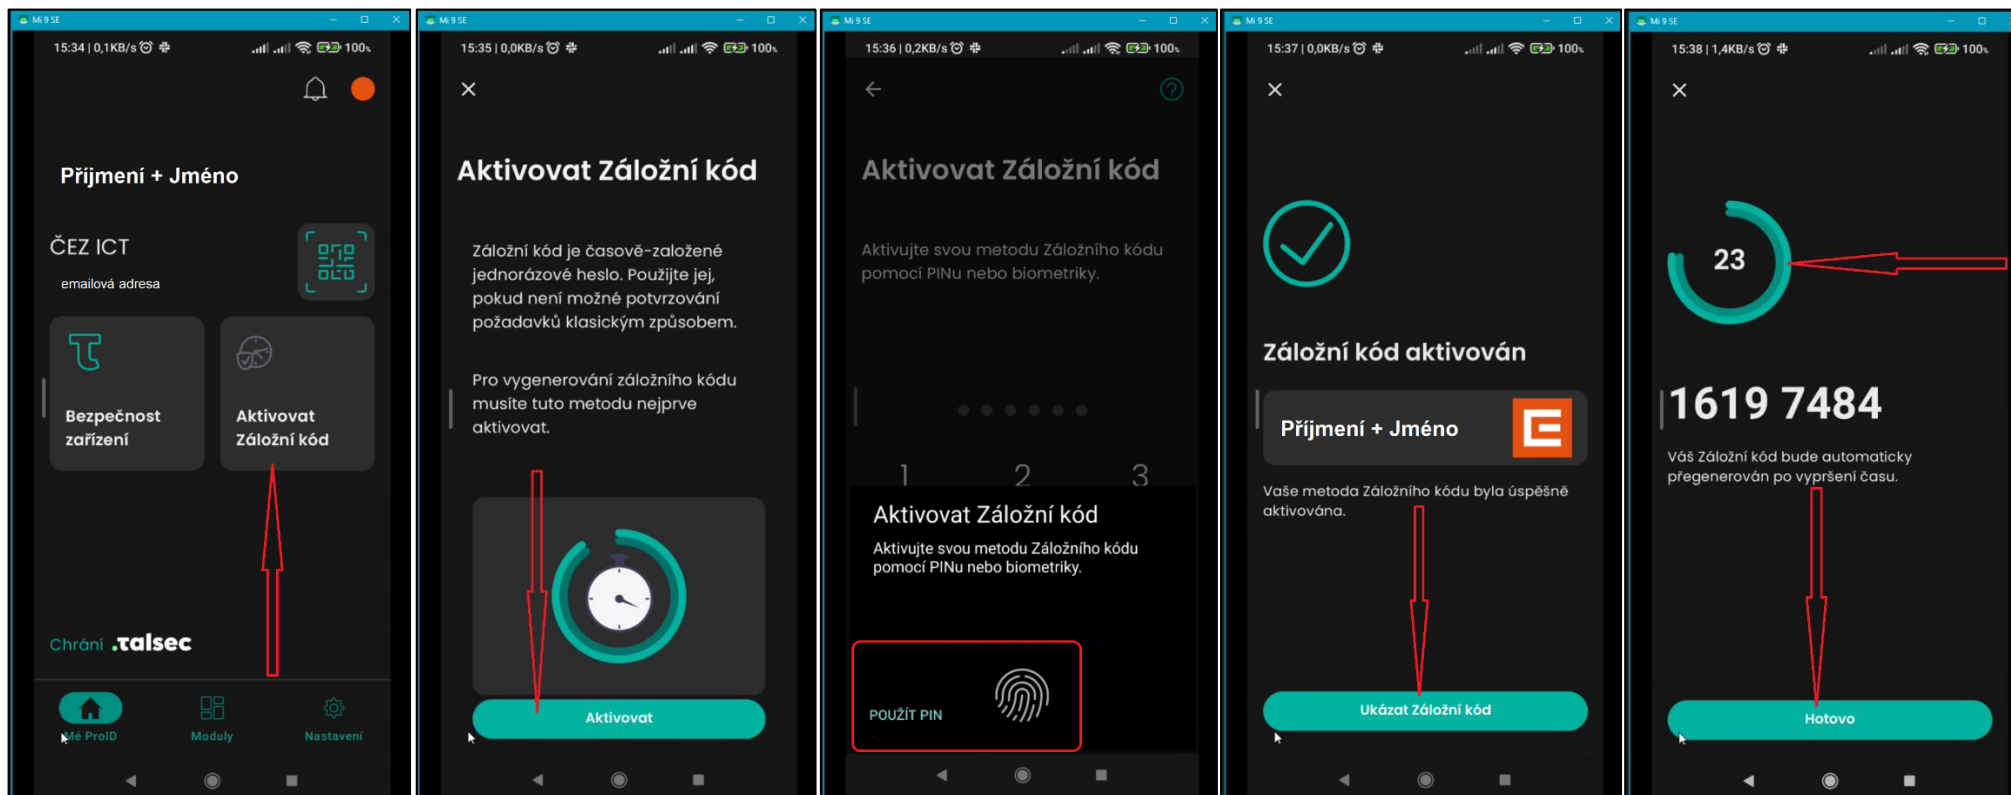 Mi 9 SE
15:34 | 0,1KB/s
100%
Příjmení + Jméno
ČEZ ICT
emailová adresa
Bezpečnost
zařízení
Aktivovat
Záložní kód
Chrání .talsec
Mé ProID
Moduly
Nastavení
Mi 9 SE
15:35 | 0,0KB/s
100%
Aktivovat Záložní kód
Záložní kód je časově-založené
jednorázové heslo. Použijte jej,
pokud není možné potvrzování
požadavků klasickým způsobem.
Pro vygenerování záložního kódu
musíte tuto metodu nejprve
aktivovat.
Aktivovat
Mi 9 SE
15:36 | 0,2KB/s
100%
Aktivovat Záložní kód
Aktivujte svou metodu Záložního kódu
pomocí PINu nebo biometriky.
1 2 3
Aktivovat Záložní kód
Aktivujte svou metodu Záložního kódu
pomocí PINu nebo biometriky.
POUŽÍT PIN
Mi 9 SE
15:37 | 0,0KB/s
100%
Záložní kód aktivován
Příjmení + Jméno
Vaše metoda Záložního kódu byla úspěšně
aktivována.
Ukázat Záložní kód
Mi 9 SE
15:38 | 1,4KB/s
100%
23
1619 7484
Váš Záložní kód bude automaticky
přegenerován po vypršení času.
Hotovo